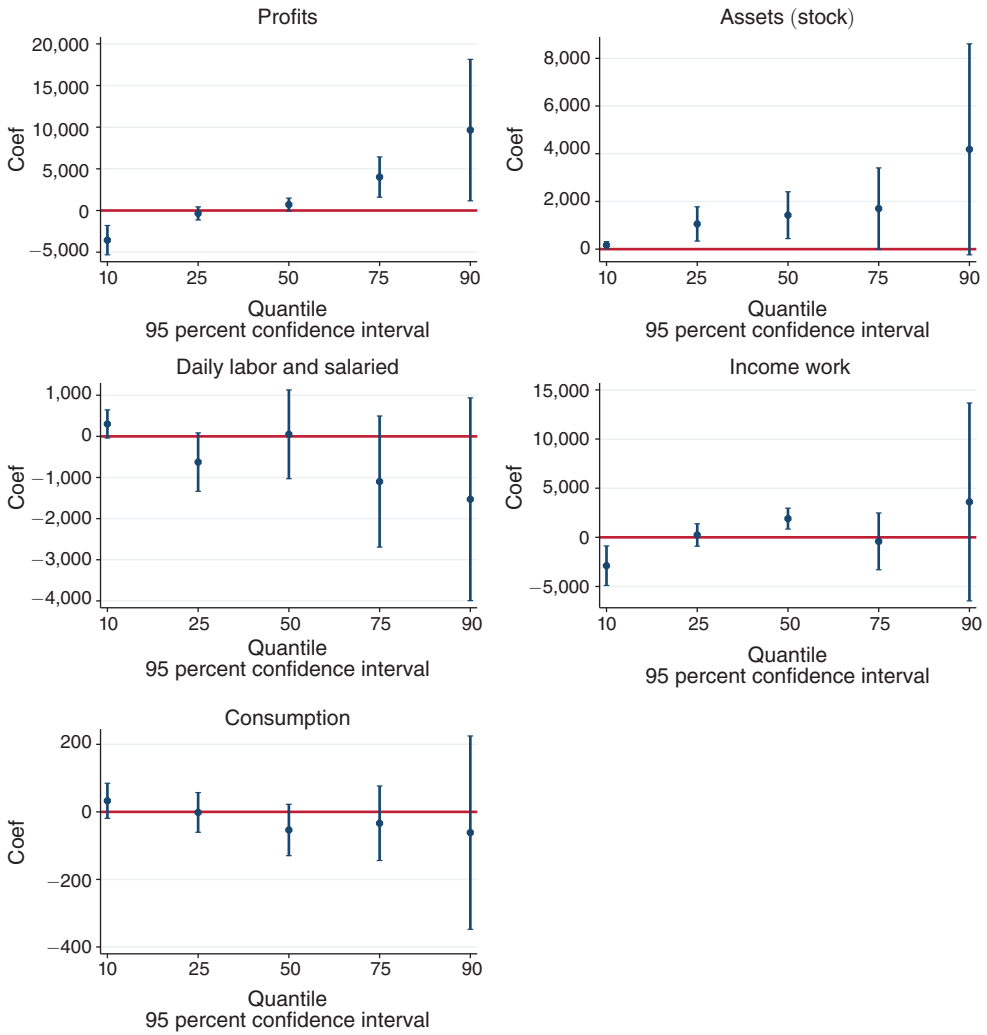 Profits
Coef
20,000
15,000
10,000
5,000
0
−5,000
10 25 50 75 90
Quantile
95 percent confidence interval
Assets (stock)
Coef
8,000
6,000
4,000
2,000
0
10 25 50 75 90
Quantile
95 percent confidence interval
Daily labor and salaried
Coef
1,000
0
−1,000
−2,000
−3,000
−4,000
10 25 50 75 90
Quantile
95 percent confidence interval
Income work
Coef
15,000
10,000
5,000
0
−5,000
10 25 50 75 90
Quantile
95 percent confidence interval
Consumption
Coef
200
0
−200
−400
10 25 50 75 90
Quantile
95 percent confidence interval